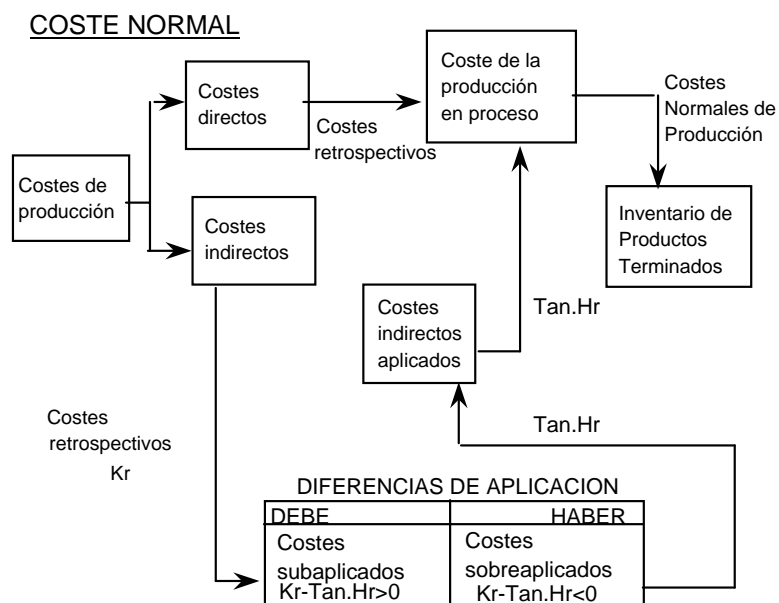 COSTE NORMAL
Costes de
producción
Costes
directos
Costes
indirectos
Costes
retrospectivos
Coste de la
producción
en proceso
Costes
Normales de
Producción
Inventario de
Productos
Terminados
Costes
indirectos
aplicados
Tan.Hr
Tan.Hr
Costes
retrospectivos
Kr
DIFERENCIAS DE APLICACION
DEBE HABER
Costes
subaplicados
Kr-Tan.Hr>0
Costes
sobreaplicados
Kr-Tan.Hr<0